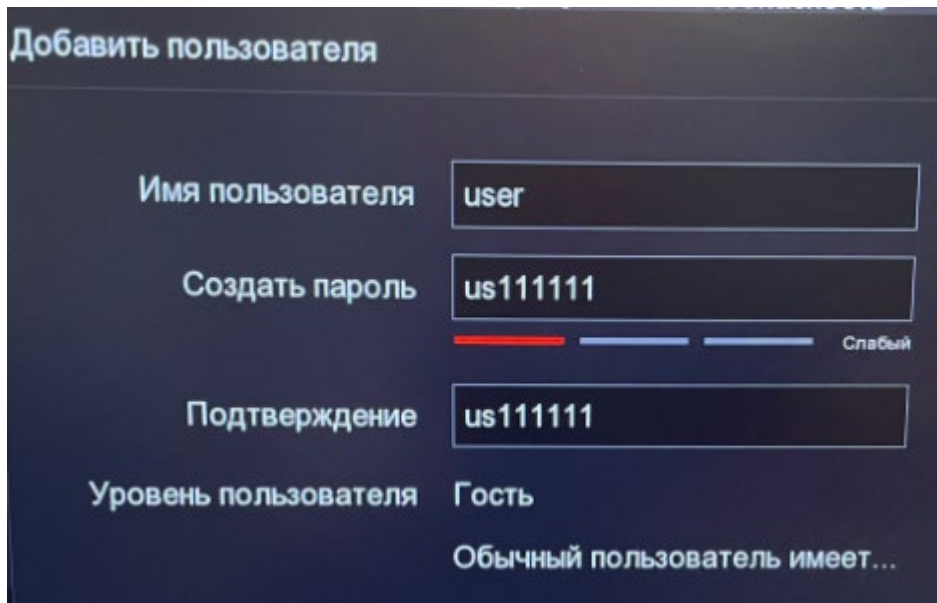 Добавить пользователя
Имя пользователя user
Создать пароль us111111
Слабый
Подтверждение us111111
Уровень пользователя Гость
Обычный пользователь имеет...